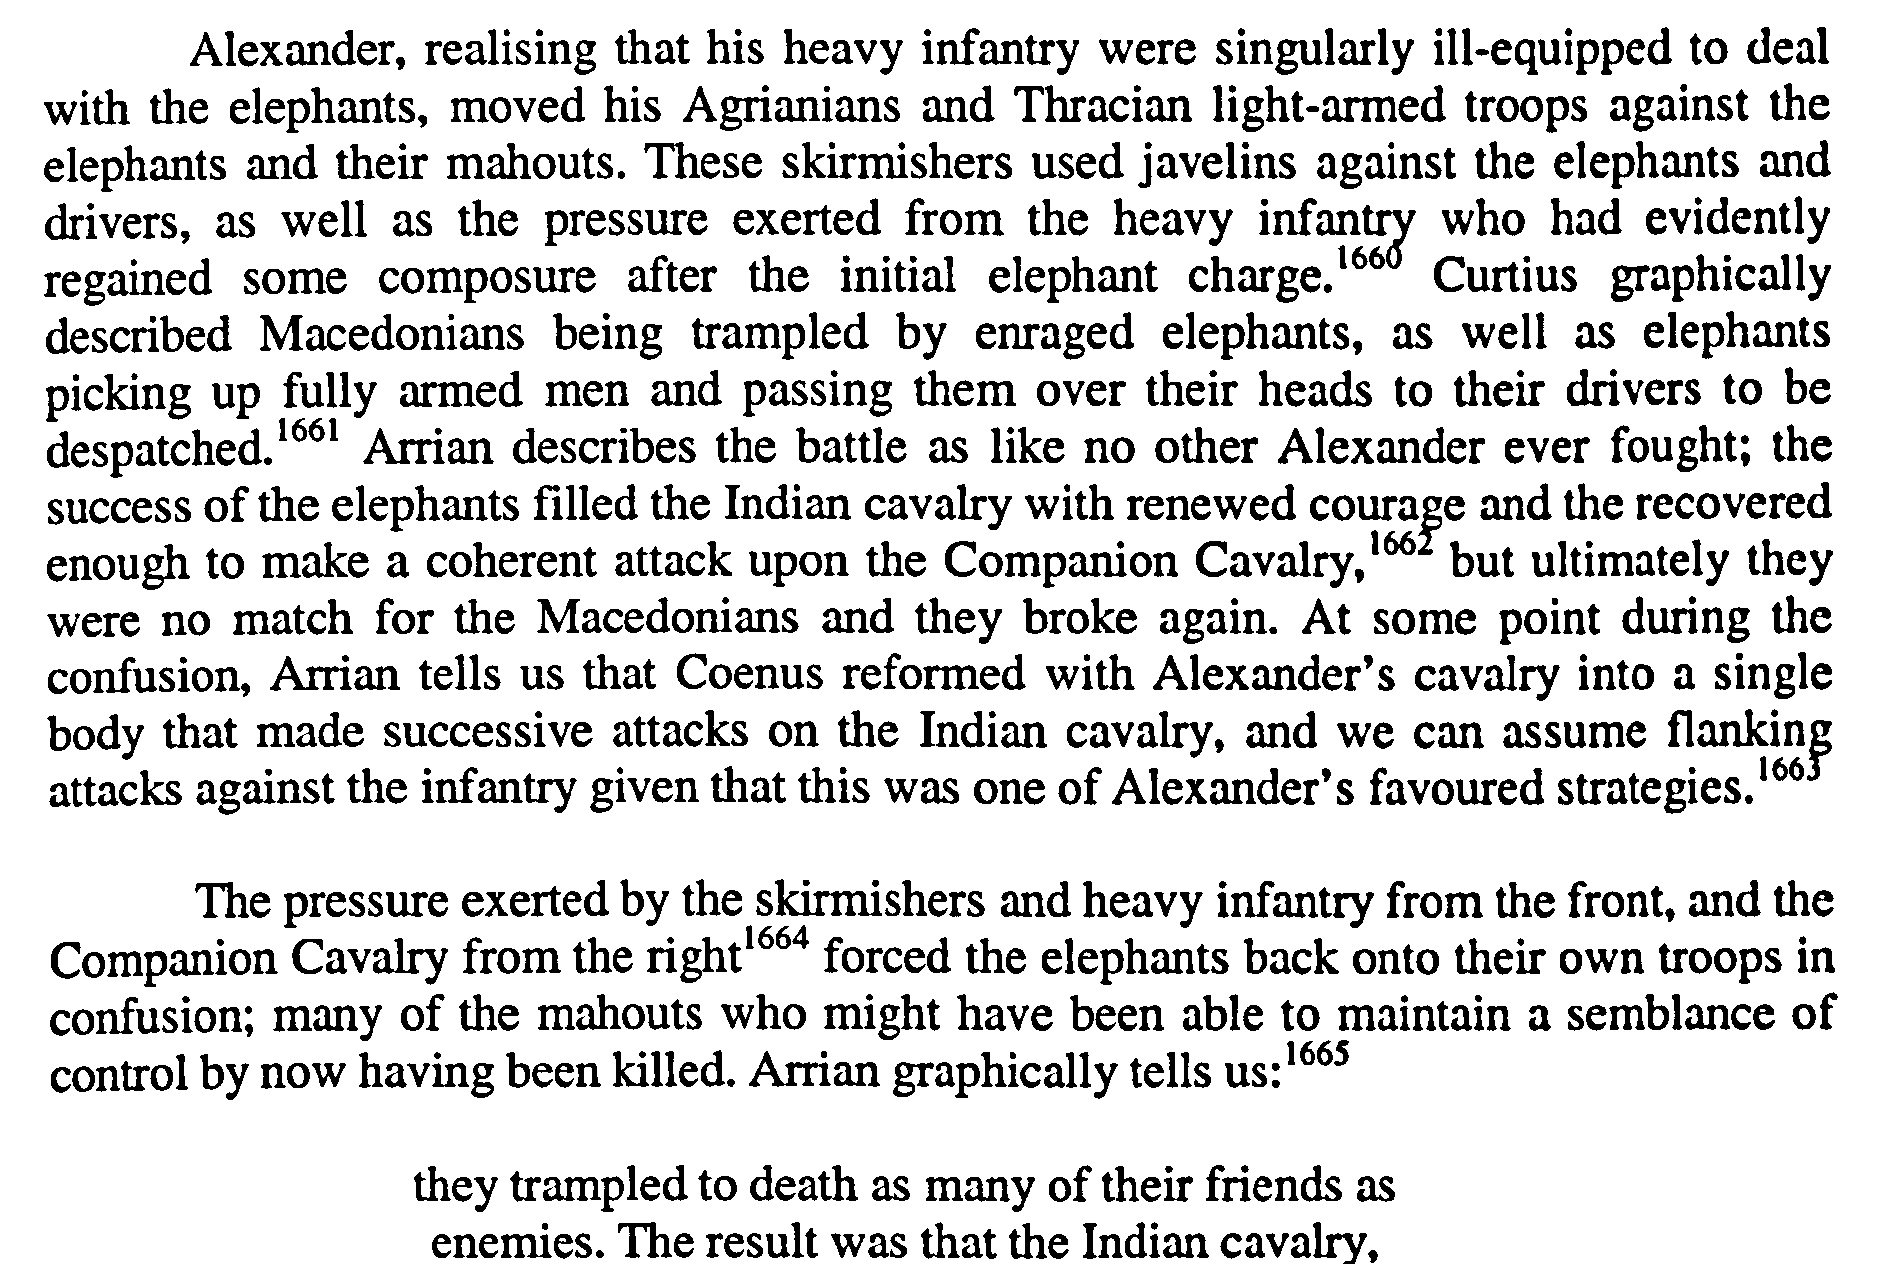 Alexander, realising that his heavy infantry were singularly ill-equipped to deal
with the elephants, moved his Agrianians and Thracian light-armed troops against the
elephants and their mahouts. These skirmishers used javelins against the elephants and
drivers, as well as the pressure exerted from the heavy infantry who had evidently
regained some composure after the initial elephant charge.1660 Curtius graphically
described Macedonians being trampled by enraged elephants, as well as elephants
picking up fully armed men and passing them over their heads to their drivers to be
despatched.1661 Arrian describes the battle as like no other Alexander ever fought; the
success of the elephants filled the Indian cavalry with renewed courage and the recovered
enough to make a coherent attack upon the Companion Cavalry,1662 but ultimately they
were no match for the Macedonians and they broke again. At some point during the
confusion, Arrian tells us that Coenus reformed with Alexander's cavalry into a single
body that made successive attacks on the Indian cavalry, and we can assume flanking
attacks against the infantry given that this was one of Alexander's favoured strategies.1663
The pressure exerted by the skirmishers and heavy infantry from the front, and the
Companion Cavalry from the right1664 forced the elephants back onto their own troops in
confusion; many of the mahouts who might have been able to maintain a semblance of
control by now having been killed. Arrian graphically tells us:1665
they trampled to death as many of their friends as
enemies. The result was that the Indian cavalry,